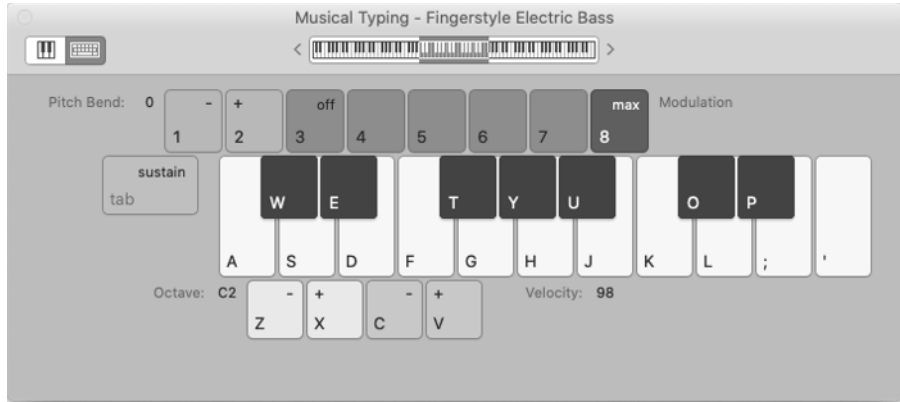 Musical Typing - Fingerstyle Electric Bass
Pitch Bend: 0 - + off max Modulation
1 2 3 4 5 6 7 8
sustain
tab
W E T Y U O P
A S D F G H J K L ; '
Octave: C2 - + - + Velocity: 98
Z X C V